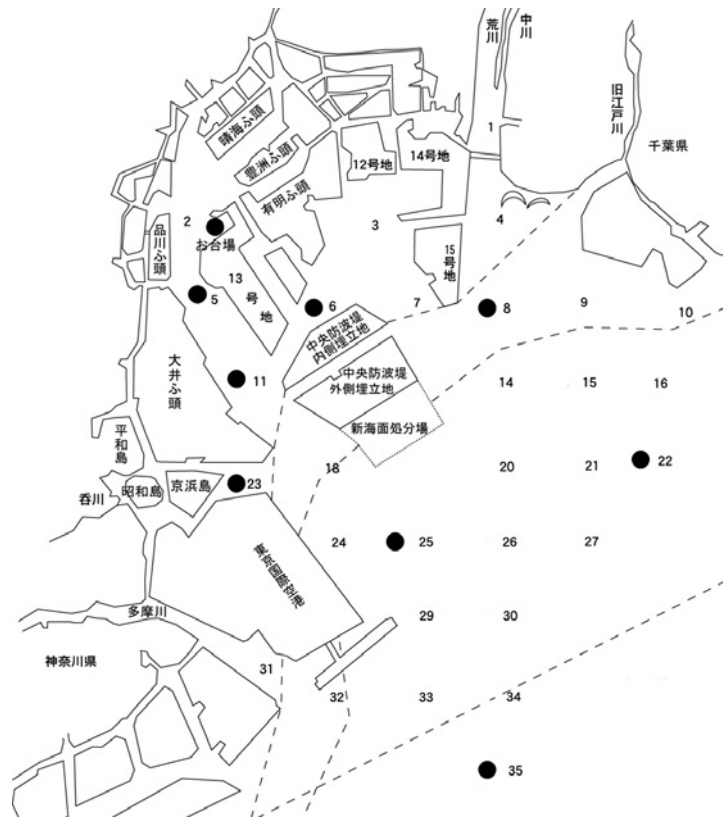 荒川
中川
旧江戸川
千葉県
1
晴海ふ頭
豊洲ふ頭
有明ふ頭
12号地
14号地
2
お台場
品川ふ頭
3
4
15号地
13号地
5
6
7
8
9
10
中央防波堤
内側埋立地
大井ふ頭
11
中央防波堤
外側埋立地
14
15
16
新海面処分場
平和島
18
20
21
22
呑川
昭和島
京浜島
23
24
25
26
27
東京国際空港
多摩川
29
30
神奈川県
31
32
33
34
35